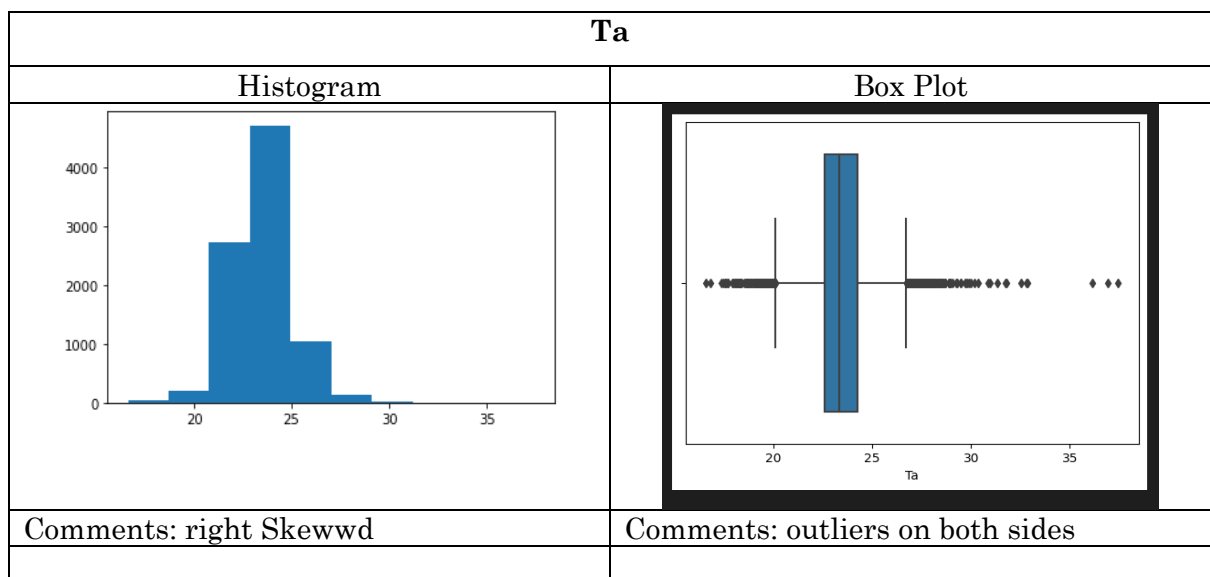 Ta
Histogram
Box Plot
4000
3000
2000
1000
0
20 25 30 35
20 25 30 35
Ta
Comments: right Skewwd
Comments: outliers on both sides